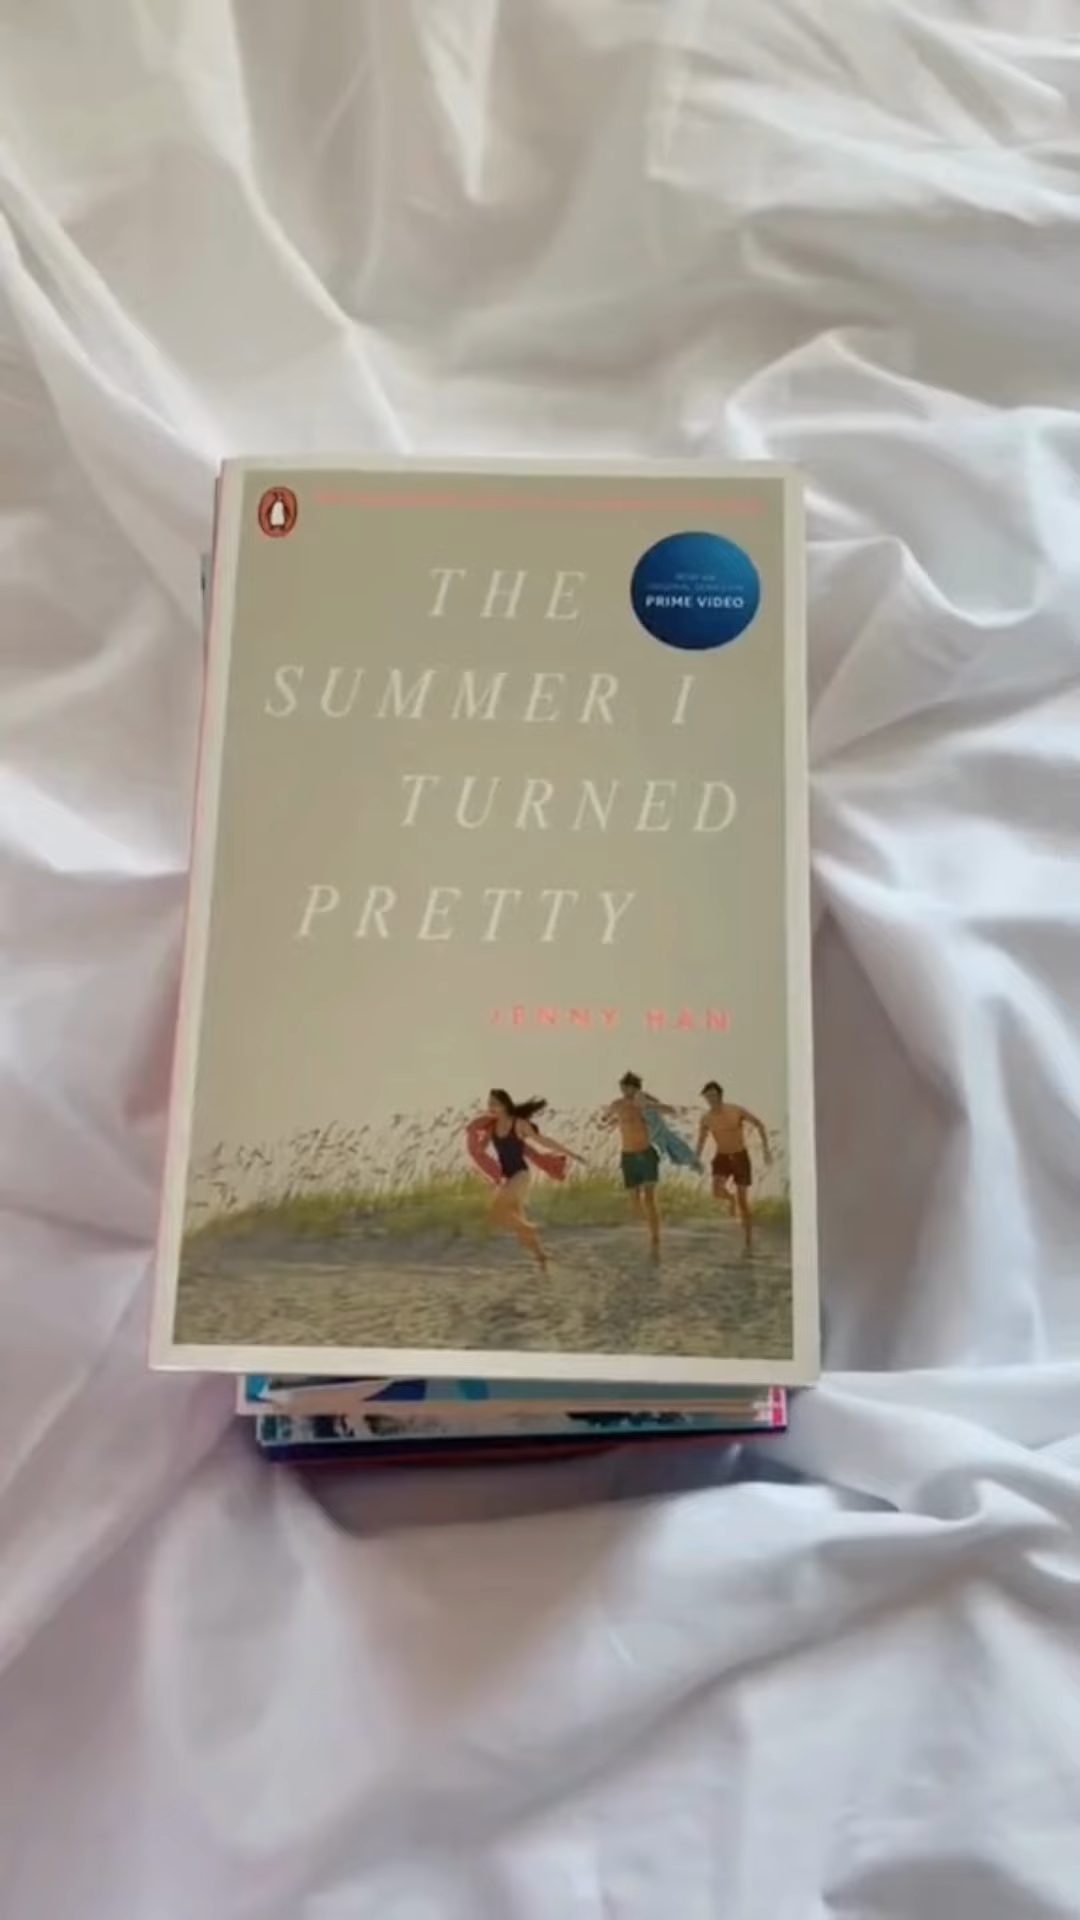 THE
SUMMER I
TURNED
PRETTY
JENNY HAN
PRIME VIDEO